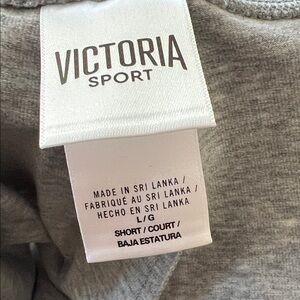 VICTORIA
SPORT
MADE IN SRI LANKA /
FABRIQUÉ AU SRI LANKA /
HECHO EN SRI LANKA
L / G
SHORT / COURT /
BAJA ESTATURA